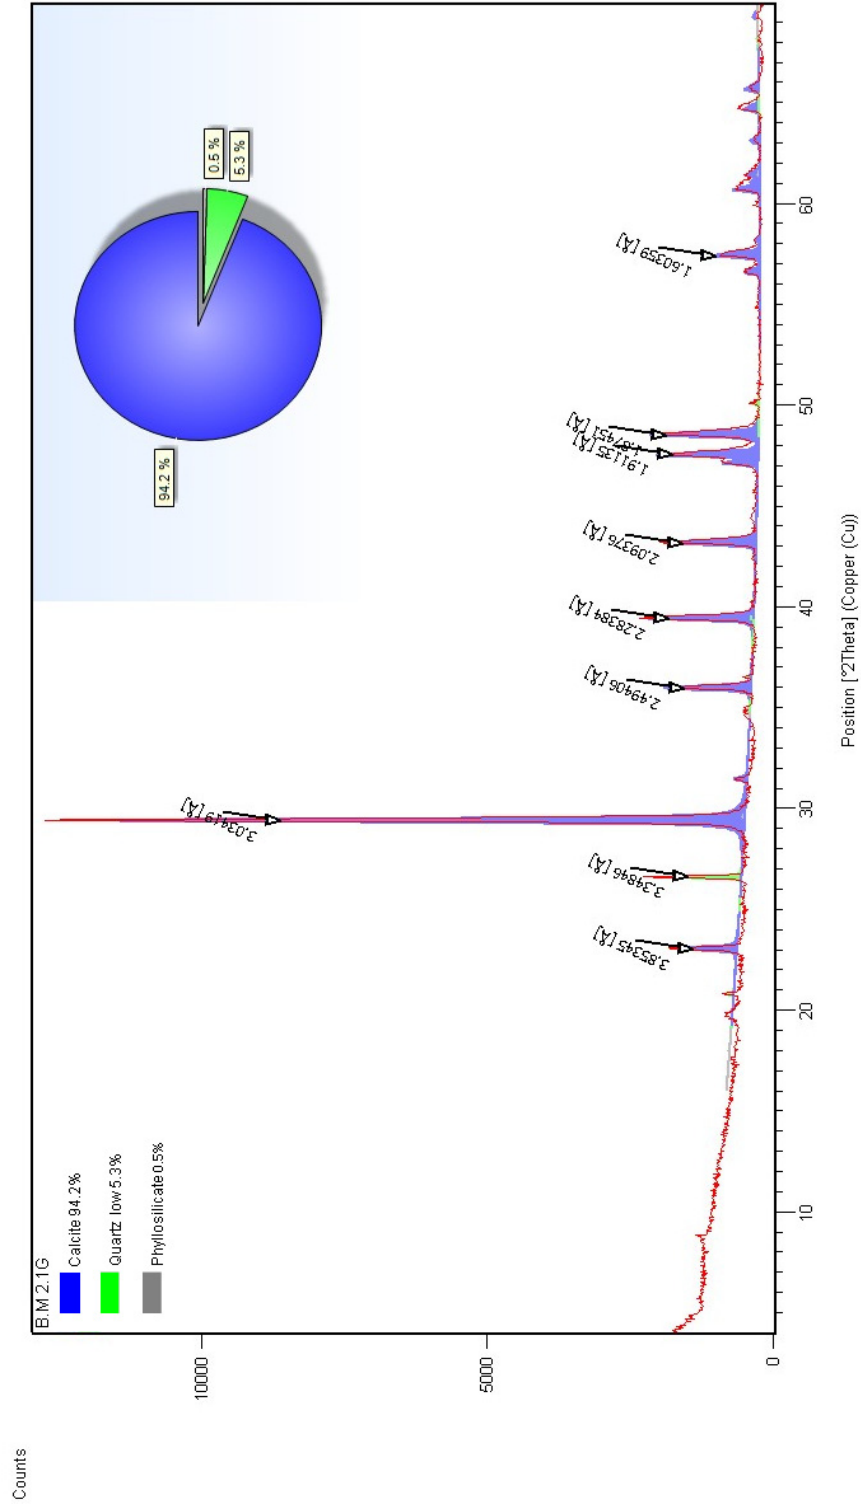 Counts
B.M 2.1G
Calcite 94.2%
Quartz low 5.3%
Phyllosilicate 0.5%
94.2 %
0.5 %
5.3 %
10000
5000
0
3.85345 [Å]
3.34846 [Å]
3.03419 [Å]
2.49406 [Å]
2.28384 [Å]
2.09376 [Å]
1.91135 [Å]
1.87451 [Å]
1.60359 [Å]
10
20
30
40
50
60
Position [°2Theta] (Copper (Cu))